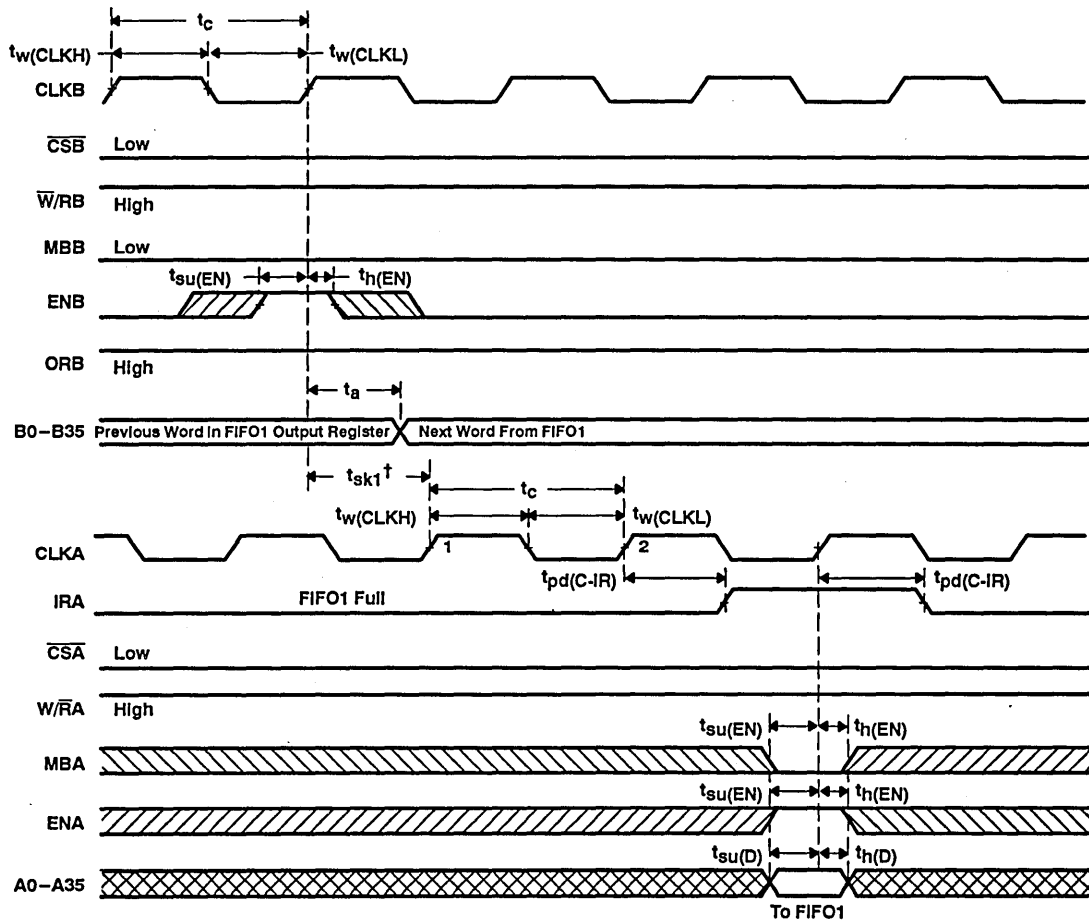 tc
tw(CLKH) tw(CLKL)
CLKB
CSB Low
W/RB High
MBB Low
tsu(EN) th(EN)
ENB
ORB High
ta
B0–B35 Previous Word in FIFO1 Output Register Next Word From FIFO1
tsk1† tc
tw(CLKH) tw(CLKL)
CLKA 1 2
tpd(C-IR) tpd(C-IR)
IRA FIFO1 Full
CSA Low
W/RA High
tsu(EN) th(EN)
MBA
tsu(EN) th(EN)
ENA
tsu(D) th(D)
A0–A35
To FIFO1